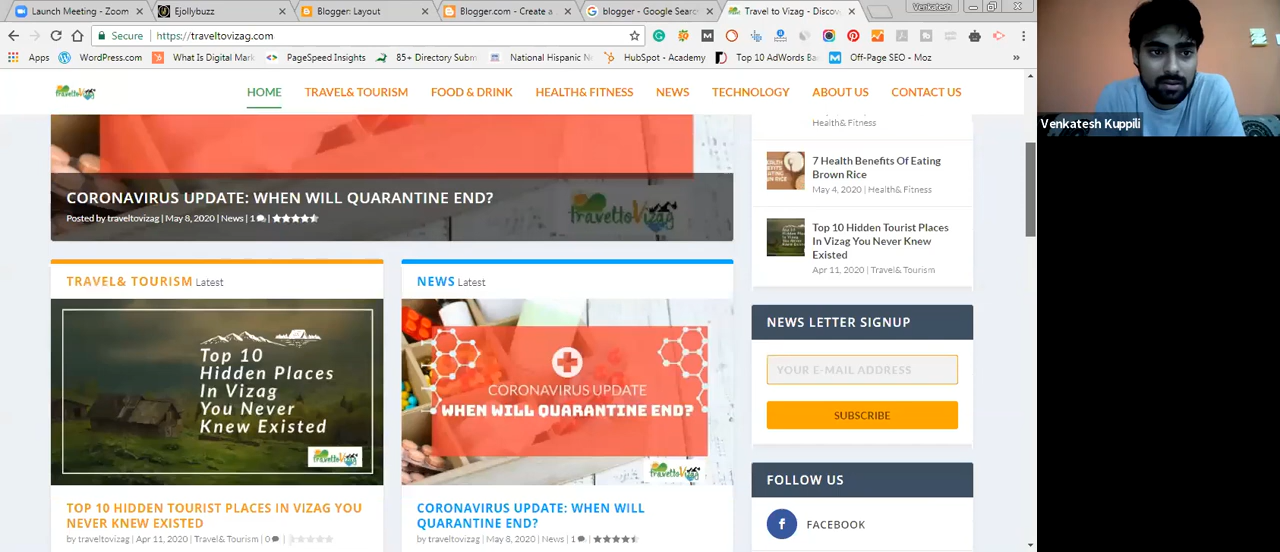 Launch Meeting - Zoom
Ejollybuzz
Blogger: Layout
Blogger.com - Create a
blogger - Google Searc
Travel to Vizag - Discov
Venkatesh
Secure
https://traveltovizag.com
Apps
WordPress.com
What Is Digital Mark
PageSpeed Insights
85+ Directory Subm
National Hispanic N
HubSpot - Academy
Top 10 AdWords Ba
Off-Page SEO - Moz
»
HOME
TRAVEL& TOURISM
FOOD & DRINK
HEALTH& FITNESS
NEWS
TECHNOLOGY
ABOUT US
CONTACT US
CORONAVIRUS UPDATE: WHEN WILL QUARANTINE END?
Posted by traveltovizag | May 8, 2020 | News | 1
traveltoVizag
TRAVEL& TOURISM Latest
Top 10
Hidden Places
In Vizag
You Never
Knew Existed
traveltoVizag
TOP 10 HIDDEN TOURIST PLACES IN VIZAG YOU
NEVER KNEW EXISTED
by traveltovizag | Apr 11, 2020 | Travel& Tourism | 0
NEWS Latest
CORONAVIRUS UPDATE
WHEN WILL QUARANTINE END?
traveltoVizag
CORONAVIRUS UPDATE: WHEN WILL
QUARANTINE END?
by traveltovizag | May 8, 2020 | News | 1
Health& Fitness
7 Health Benefits Of Eating
Brown Rice
May 4, 2020 | Health& Fitness
Top 10 Hidden Tourist Places
In Vizag You Never Knew
Existed
Apr 11, 2020 | Travel& Tourism
NEWS LETTER SIGNUP
YOUR E-MAIL ADDRESS
SUBSCRIBE
FOLLOW US
f
FACEBOOK
Venkatesh Kuppili